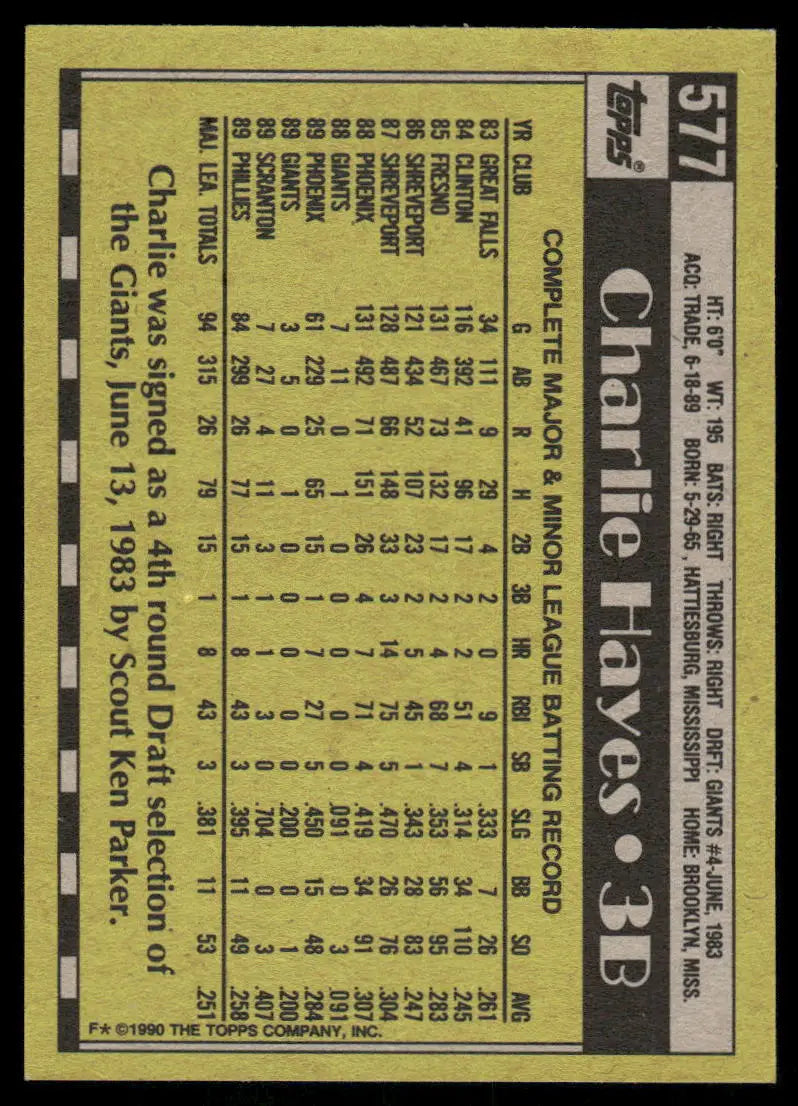 577
Topps®
HT: 6'0" WT: 195 BATS: RIGHT THROWS: RIGHT DRFT: GIANTS #4-JUNE, 1983
ACQ: TRADE, 6-18-89 BORN: 5-29-65, HATTIESBURG, MISSISSIPPI HOME: BROOKLYN, MISS.
Charlie Hayes • 3B
COMPLETE MAJOR & MINOR LEAGUE BATTING RECORD
YR CLUB G AB R H 2B 3B HR RBI SB SLG BB SO AVG
83 GREAT FALLS 34 111 9 29 4 2 0 9 1 .333 7 26 .261
84 CLINTON 116 392 41 96 17 2 2 51 4 .314 34 110 .245
85 FRESNO 131 467 73 132 17 2 4 68 7 .353 56 95 .283
86 SHREVEPORT 121 434 52 107 23 2 5 45 1 .343 28 83 .247
87 SHREVEPORT 128 487 66 148 33 3 14 75 5 .470 26 76 .304
88 PHOENIX 131 492 71 151 26 4 7 71 4 .419 34 91 .307
88 GIANTS 7 11 0 1 0 0 0 0 0 .091 0 3 .091
89 PHOENIX 61 229 25 65 15 1 7 27 5 .450 15 48 .284
89 GIANTS 3 5 0 1 0 0 0 0 0 .200 0 1 .200
89 SCRANTON 7 27 4 11 3 1 1 3 0 .704 0 3 .407
89 PHILLIES 84 299 26 77 15 1 8 43 3 .395 11 49 .258
MAJ. LEA. TOTALS 94 315 26 79 15 1 8 43 3 .381 11 53 .251
Charlie was signed as a 4th round Draft selection of
the Giants, June 13, 1983 by Scout Ken Parker.
F★ ©1990 THE TOPPS COMPANY, INC.